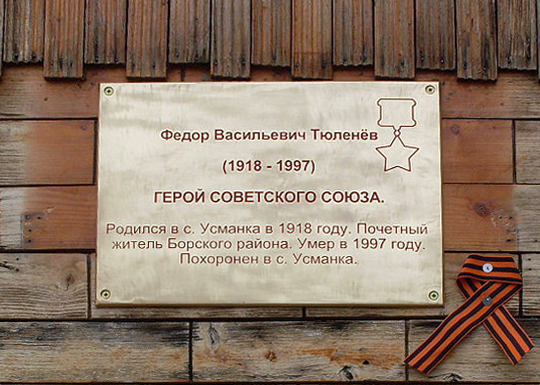 Федор Васильевич Тюленёв
(1918 - 1997)
ГЕРОЙ СОВЕТСКОГО СОЮЗА.
Родился в с. Усманка в 1918 году. Почетный
житель Борского района. Умер в 1997 году.
Похоронен в с. Усманка.